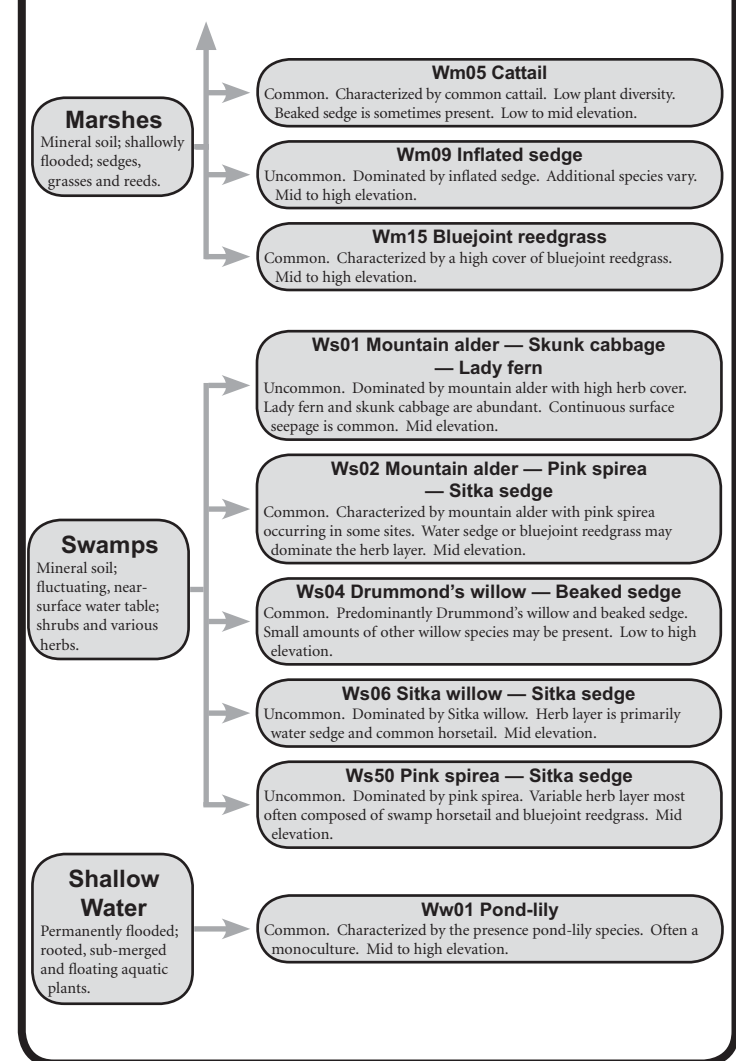 Marshes
Mineral soil; shallowly
flooded; sedges,
grasses and reeds.
Wm05 Cattail
Common. Characterized by common cattail. Low plant diversity.
Beaked sedge is sometimes present. Low to mid elevation.
Wm09 Inflated sedge
Uncommon. Dominated by inflated sedge. Additional species vary.
Mid to high elevation.
Wm15 Bluejoint reedgrass
Common. Characterized by a high cover of bluejoint reedgrass.
Mid to high elevation.
Swamps
Mineral soil;
fluctuating, near-
surface water table;
shrubs and various
herbs.
Ws01 Mountain alder — Skunk cabbage
— Lady fern
Uncommon. Dominated by mountain alder with high herb cover.
Lady fern and skunk cabbage are abundant. Continuous surface
seepage is common. Mid elevation.
Ws02 Mountain alder — Pink spirea
— Sitka sedge
Common. Characterized by mountain alder with pink spirea
occurring in some sites. Water sedge or bluejoint reedgrass may
dominate the herb layer. Mid elevation.
Ws04 Drummond's willow — Beaked sedge
Common. Predominantly Drummond's willow and beaked sedge.
Small amounts of other willow species may be present. Low to high
elevation.
Ws06 Sitka willow — Sitka sedge
Uncommon. Dominated by Sitka willow. Herb layer is primarily
water sedge and common horsetail. Mid elevation.
Ws50 Pink spirea — Sitka sedge
Uncommon. Dominated by pink spirea. Variable herb layer most
often composed of swamp horsetail and bluejoint reedgrass. Mid
elevation.
Shallow
Water
Permanently flooded;
rooted, sub-merged
and floating aquatic
plants.
Ww01 Pond-lily
Common. Characterized by the presence pond-lily species. Often a
monoculture. Mid to high elevation.